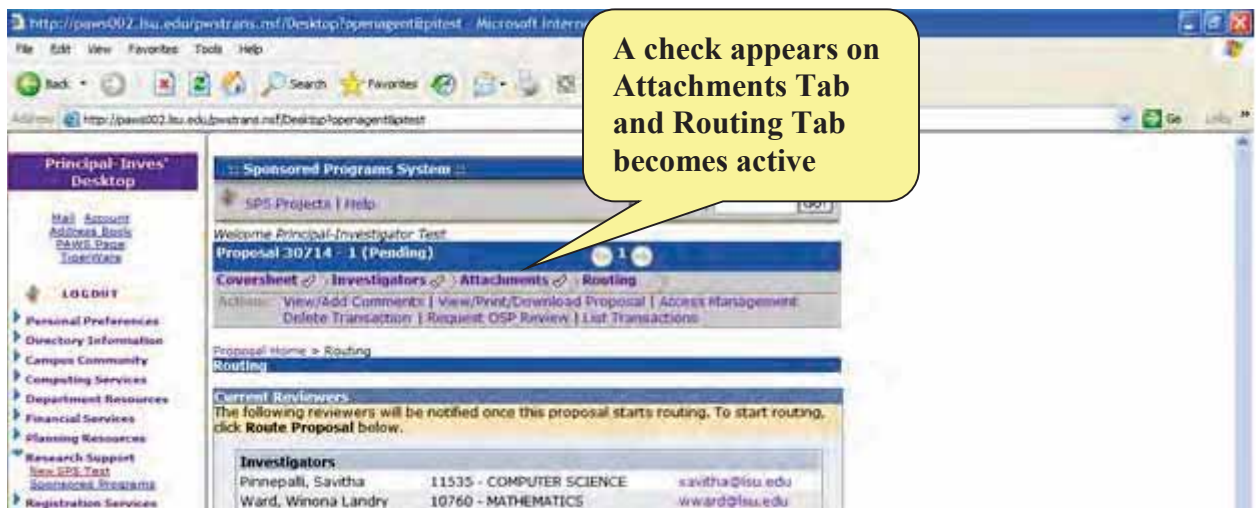 http://paws002.lsu.edu/pwstrans.nsf/Desktop?openagent&pitest - Microsoft Intern
File Edit View Favorites Tools Help
Back Search Favorites
Address http://paws002.lsu.edu/pwstrans.nsf/Desktop?openagent&pitest Go Links »
A check appears on
Attachments Tab
and Routing Tab
becomes active
Principal-Inves'
Desktop
Mail Account
Address Book
PAWS Page
TigerWare
LOGOUT
Personal Preferences
Directory Information
Campus Community
Computing Services
Department Resources
Financial Services
Planning Resources
Research Support
New SPS Test
Sponsored Programs
Registration Services
:: Sponsored Programs System ::
SPS Projects | Help
GO!
Welcome Principal-Investigator Test
Proposal 30714 - 1 (Pending) 1
Coversheet Investigators Attachments Routing
Actions: View/Add Comments | View/Print/Download Proposal | Access Management
Delete Transaction | Request OSP Review | List Transactions
Proposal Home > Routing
Routing
Current Reviewers
The following reviewers will be notified once this proposal starts routing. To start routing,
click Route Proposal below.
Investigators
Pinnepalli, Savitha 11535 - COMPUTER SCIENCE savitha@lsu.edu
Ward, Winona Landry 10760 - MATHEMATICS wward@lsu.edu